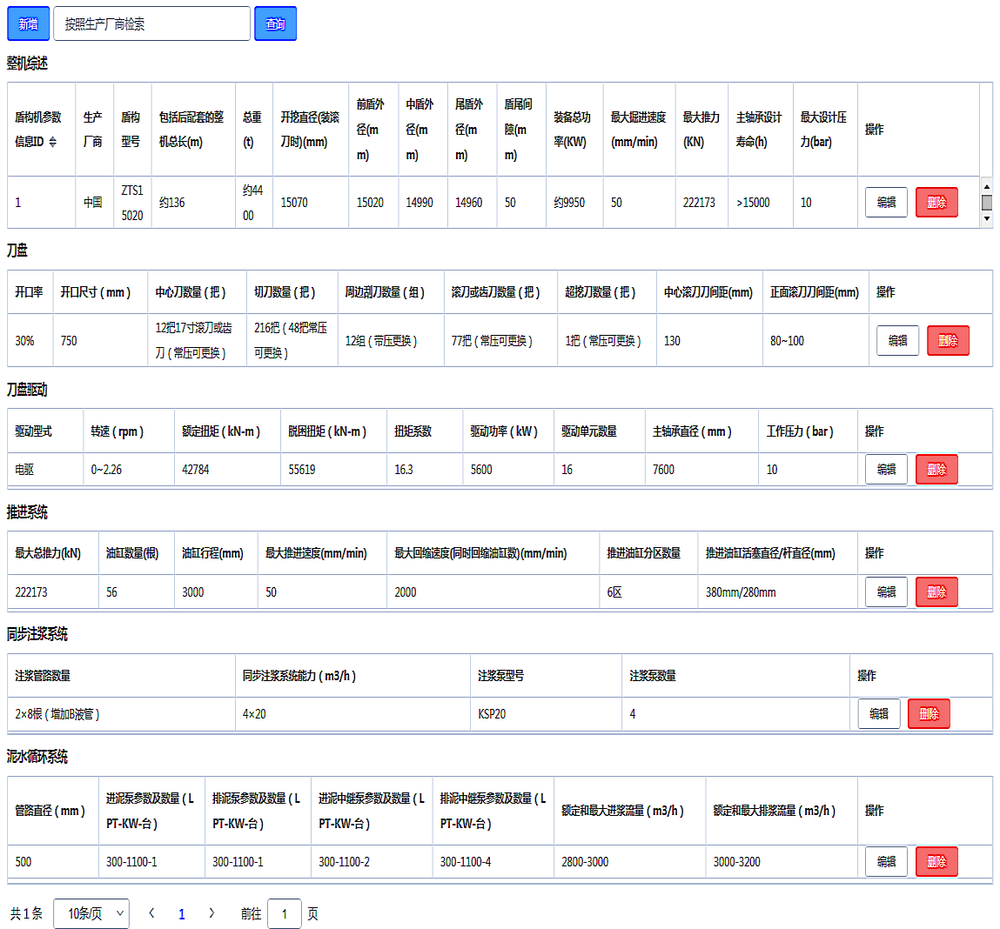 新增 按照生产厂商检索 查询
整机综述
盾构机参数信息ID 生产厂商 盾构型号 包括后配套的整机总长(m) 总重(t) 开挖直径(装滚刀时)(mm) 前盾外径(mm) 中盾外径(mm) 尾盾外径(mm) 盾尾间隙(mm) 装备总功率(KW) 最大掘进速度(mm/min) 最大推力(KN) 主轴承设计寿命(h) 最大设计压力(bar) 操作
1 中国 ZTS15020 约136 约4400 15070 15020 14990 14960 50 约9950 50 222173 >15000 10 编辑 删除
刀盘
开口率 开口尺寸（mm） 中心刀数量（把） 切刀数量（把） 周边刮刀数量（组） 滚刀或齿刀数量（把） 超挖刀数量（把） 中心滚刀刀间距(mm) 正面滚刀刀间距(mm) 操作
30% 750 12把17寸滚刀或齿刀（常压可更换） 216把（48把常压可更换） 12组（带压更换） 77把（常压可更换） 1把（常压可更换） 130 80~100 编辑 删除
刀盘驱动
驱动型式 转速（rpm） 额定扭矩（kN-m） 脱困扭矩（kN-m） 扭矩系数 驱动功率（kW） 驱动单元数量 主轴承直径（mm） 工作压力（bar） 操作
电驱 0~2.26 42784 55619 16.3 5600 16 7600 10 编辑 删除
推进系统
最大总推力(kN) 油缸数量(根) 油缸行程(mm) 最大推进速度(mm/min) 最大回缩速度(同时回缩油缸数)(mm/min) 推进油缸分区数量 推进油缸活塞直径/杆直径(mm) 操作
222173 56 3000 50 2000 6区 380mm/280mm 编辑 删除
同步注浆系统
注浆管路数量 同步注浆系统能力（m3/h） 注浆泵型号 注浆泵数量 操作
2×8根（增加B液管） 4×20 KSP20 4 编辑 删除
泥水循环系统
管路直径（mm） 进泥泵参数及数量（LPT-KW-台） 排泥泵参数及数量（LPT-KW-台） 进泥中继泵参数及数量（LPT-KW-台） 排泥中继泵参数及数量（LPT-KW-台） 额定和最大进浆流量（m3/h） 额定和最大排浆流量（m3/h） 操作
500 300-1100-1 300-1100-1 300-1100-2 300-1100-4 2800-3000 3000-3200 编辑 删除
共1条 10条/页 1 前往 1 页